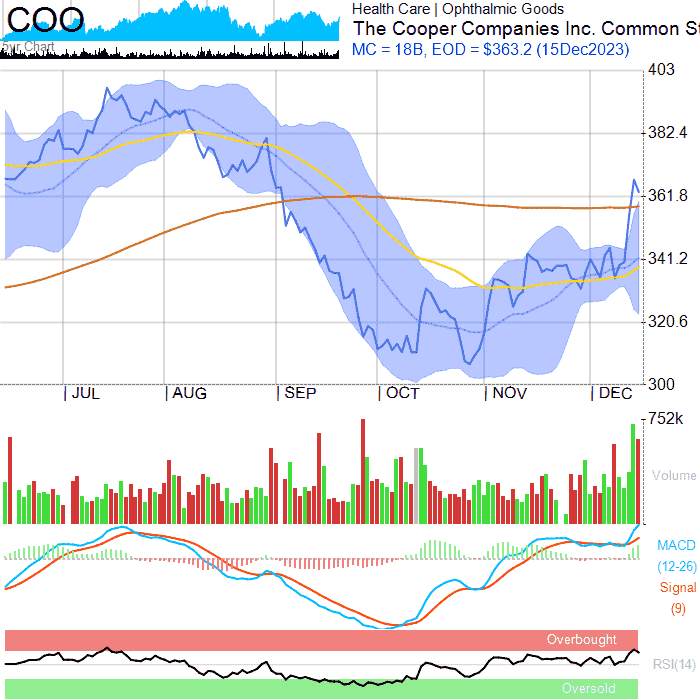 COO
5yr Chart
Health Care | Ophthalmic Goods
The Cooper Companies Inc. Common S
MC = 18B, EOD = $363.2 (15Dec2023)
403
382.4
361.8
341.2
320.6
300
| JUL | AUG | SEP | OCT | NOV | DEC
752k
Volume
MACD
(12-26)
Signal
(9)
Overbought
RSI(14)
Oversold